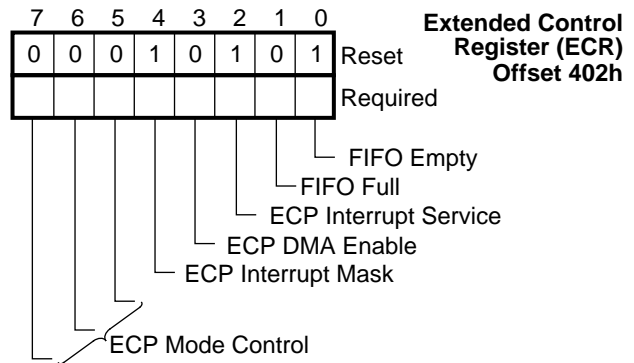 7 6 5 4 3 2 1 0
Extended Control
Register (ECR)
Offset 402h
0 0 0 1 0 1 0 1 Reset
Required
FIFO Empty
FIFO Full
ECP Interrupt Service
ECP DMA Enable
ECP Interrupt Mask
ECP Mode Control